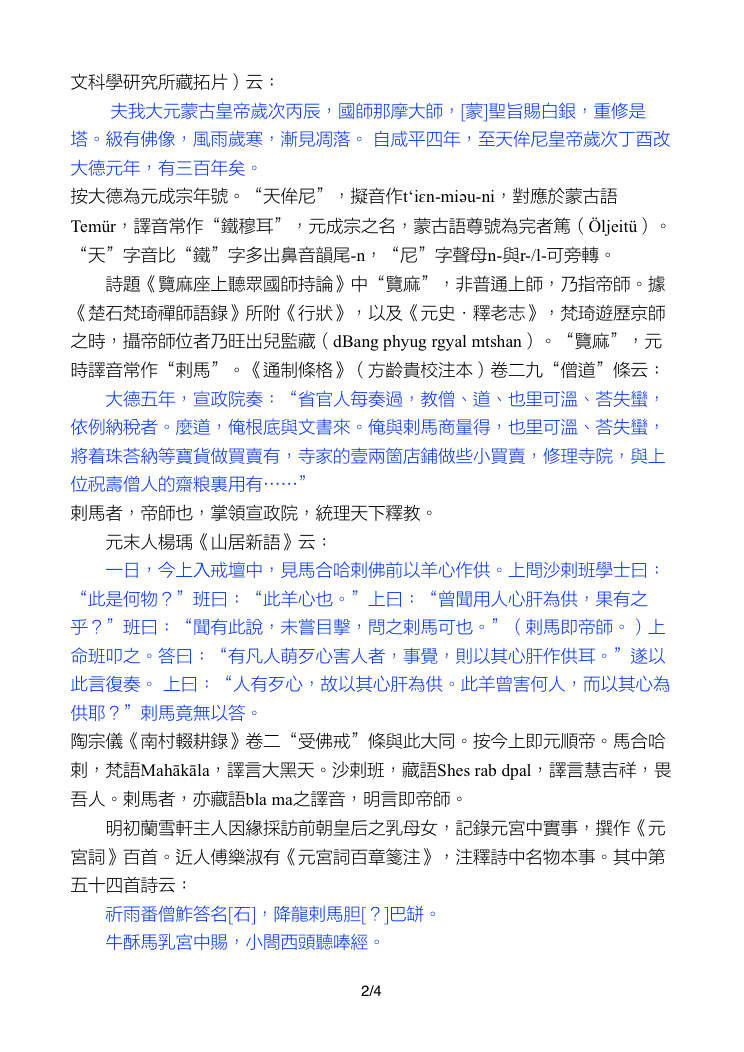 文科學研究所藏拓片）云：
夫我大元蒙古皇帝歲次丙辰，國師那摩大師，[蒙]聖旨賜白銀，重修是
塔。級有佛像，風雨歲寒，漸見凋落。 自咸平四年，至天侔尼皇帝歲次丁酉改
大德元年，有三百年矣。
按大德為元成宗年號。“天侔尼”，擬音作t‘iɛn-miəu-ni，對應於蒙古語
Temür，譯音常作“鐵穆耳”，元成宗之名，蒙古語尊號為完者篤（Öljeitü）。
“天”字音比“鐵”字多出鼻音韻尾-n，“尼”字聲母n-與r-/l-可旁轉。
詩題《覽麻座上聽眾國師持論》中“覽麻”，非普通上師，乃指帝師。據
《楚石梵琦禪師語錄》所附《行狀》，以及《元史．釋老志》，梵琦遊歷京師
之時，攝帝師位者乃旺出兒監藏（dBang phyug rgyal mtshan）。“覽麻”，元
時譯音常作“剌馬”。《通制條格》（方齡貴校注本）卷二九“僧道”條云：
大德五年，宣政院奏：“省官人每奏過，教僧、道、也里可溫、荅失蠻，
依例納稅者。麼道，俺根底與文書來。俺與剌馬商量得，也里可溫、荅失蠻，
將着珠荅納等寶貨做買賣有，寺家的壹兩箇店鋪做些小買賣，修理寺院，與上
位祝壽僧人的齋粮裏用有⋯⋯”
剌馬者，帝師也，掌領宣政院，統理天下釋教。
元末人楊瑀《山居新語》云：
一日，今上入戒壇中，見馬合哈剌佛前以羊心作供。上問沙剌班學士曰：
“此是何物？”班曰：“此羊心也。”上曰：“曾聞用人心肝為供，果有之
乎？”班曰：“聞有此說，未嘗目擊，問之剌馬可也。”（剌馬即帝師。）上
命班叩之。答曰：“有凡人萌歹心害人者，事覺，則以其心肝作供耳。”遂以
此言復奏。 上曰：“人有歹心，故以其心肝為供。此羊曾害何人，而以其心為
供耶？”剌馬竟無以答。
陶宗儀《南村輟耕錄》卷二“受佛戒”條與此大同。按今上即元順帝。馬合哈
剌，梵語Mahākāla，譯言大黑天。沙剌班，藏語Shes rab dpal，譯言慧吉祥，畏
吾人。剌馬者，亦藏語bla ma之譯音，明言即帝師。
明初蘭雪軒主人因緣採訪前朝皇后之乳母女，記錄元宮中實事，撰作《元
宮詞》百首。近人傅樂淑有《元宮詞百章箋注》，注釋詩中名物本事。其中第
五十四首詩云：
祈雨番僧鮓答名[石]，降龍剌馬胆[？]巴缾。
牛酥馬乳宮中賜，小閣西頭聽唪經。
2/4